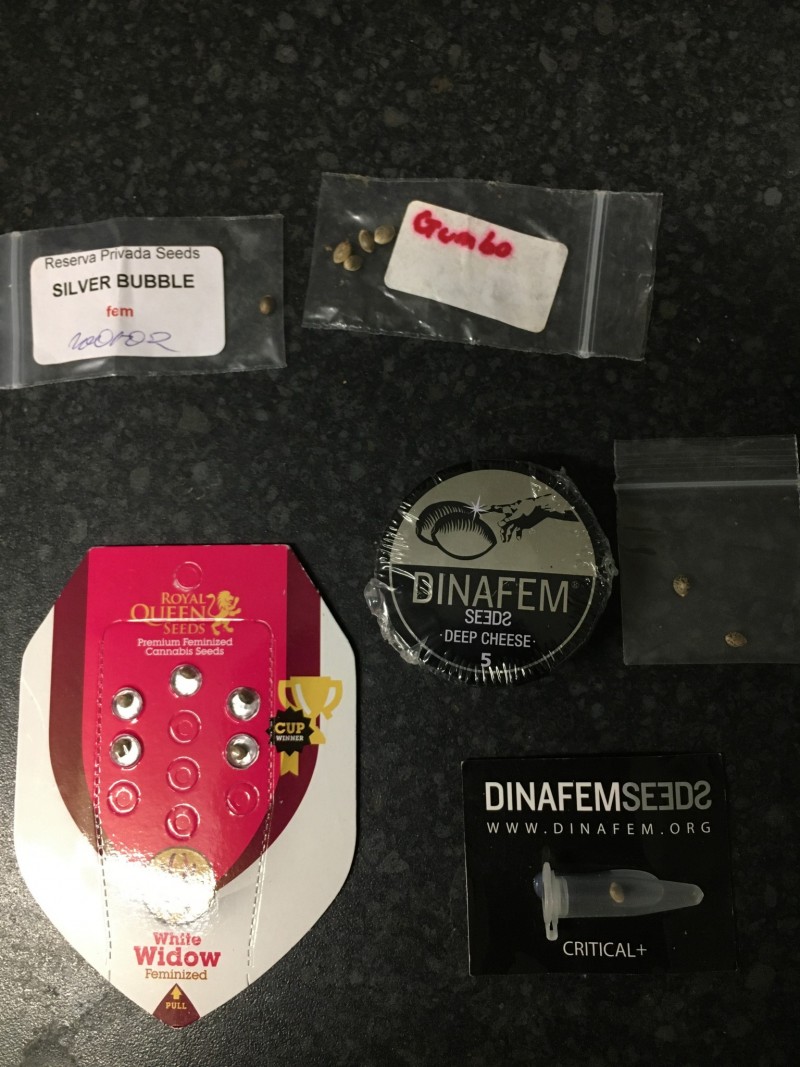 Reserva Privada Seeds
SILVER BUBBLE
fem
Gumbo
DINAFEM®
SEEDS
·DEEP CHEESE·
5
ROYAL
QUEEN
SEEDS
Premium Feminized
Cannabis Seeds
CUP
WINNER
White
Widow
Feminized
PULL
DINAFEMSEEDS
WWW.DINAFEM.ORG
CRITICAL+